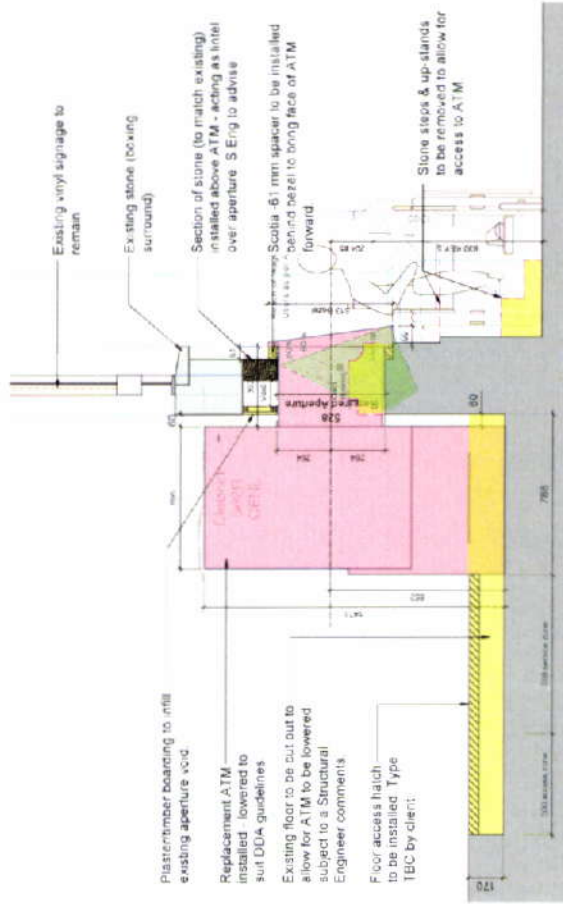 Existing vinyl signage to
remain
Existing stone (boxing
surround)
Section of stone (to match existing)
installed above ATM - acting as lintel
over aperture S Eng to advise
Scotia -61 mm spacer to be installed
behind bezel to bring face of ATM
forward
Stone steps & up-stands
to be removed to allow for
access to ATM
Plaster/timber boarding to infill
existing aperture void.
Replacement ATM
installed - lowered to
suit DDA guidelines
Existing floor to be cut out to
allow for ATM to be lowered
subject to a Structural
Engineer comments
Floor access hatch
to be installed. Type
TBC by client
Aperture
528
264
264
60
60
788
170